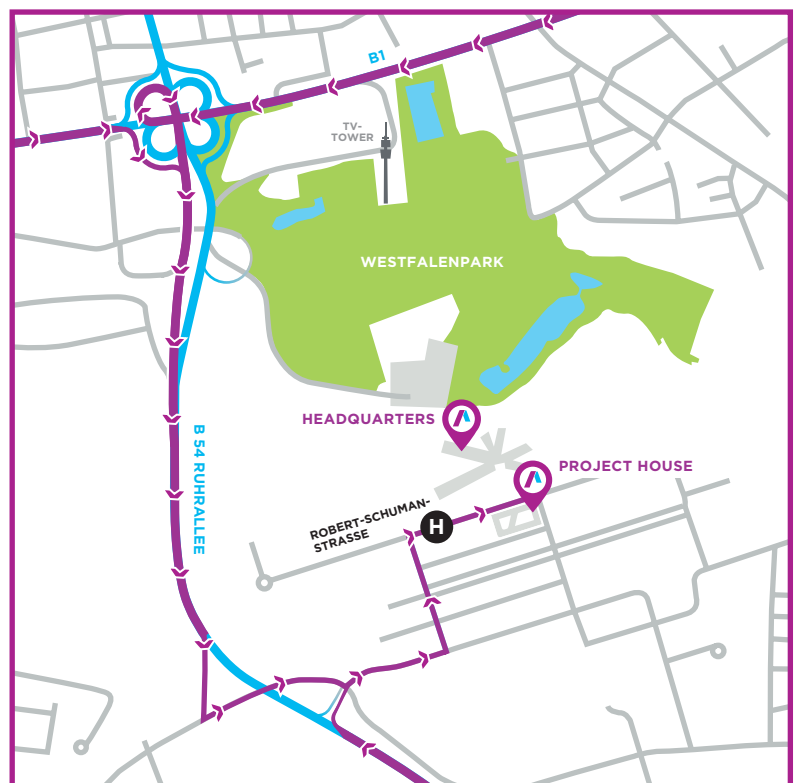 B1
TV-
TOWER
WESTFALENPARK
HEADQUARTERS
PROJECT HOUSE
B 54 RUHRALLEE
ROBERT-SCHUMAN-
STRASSE
H